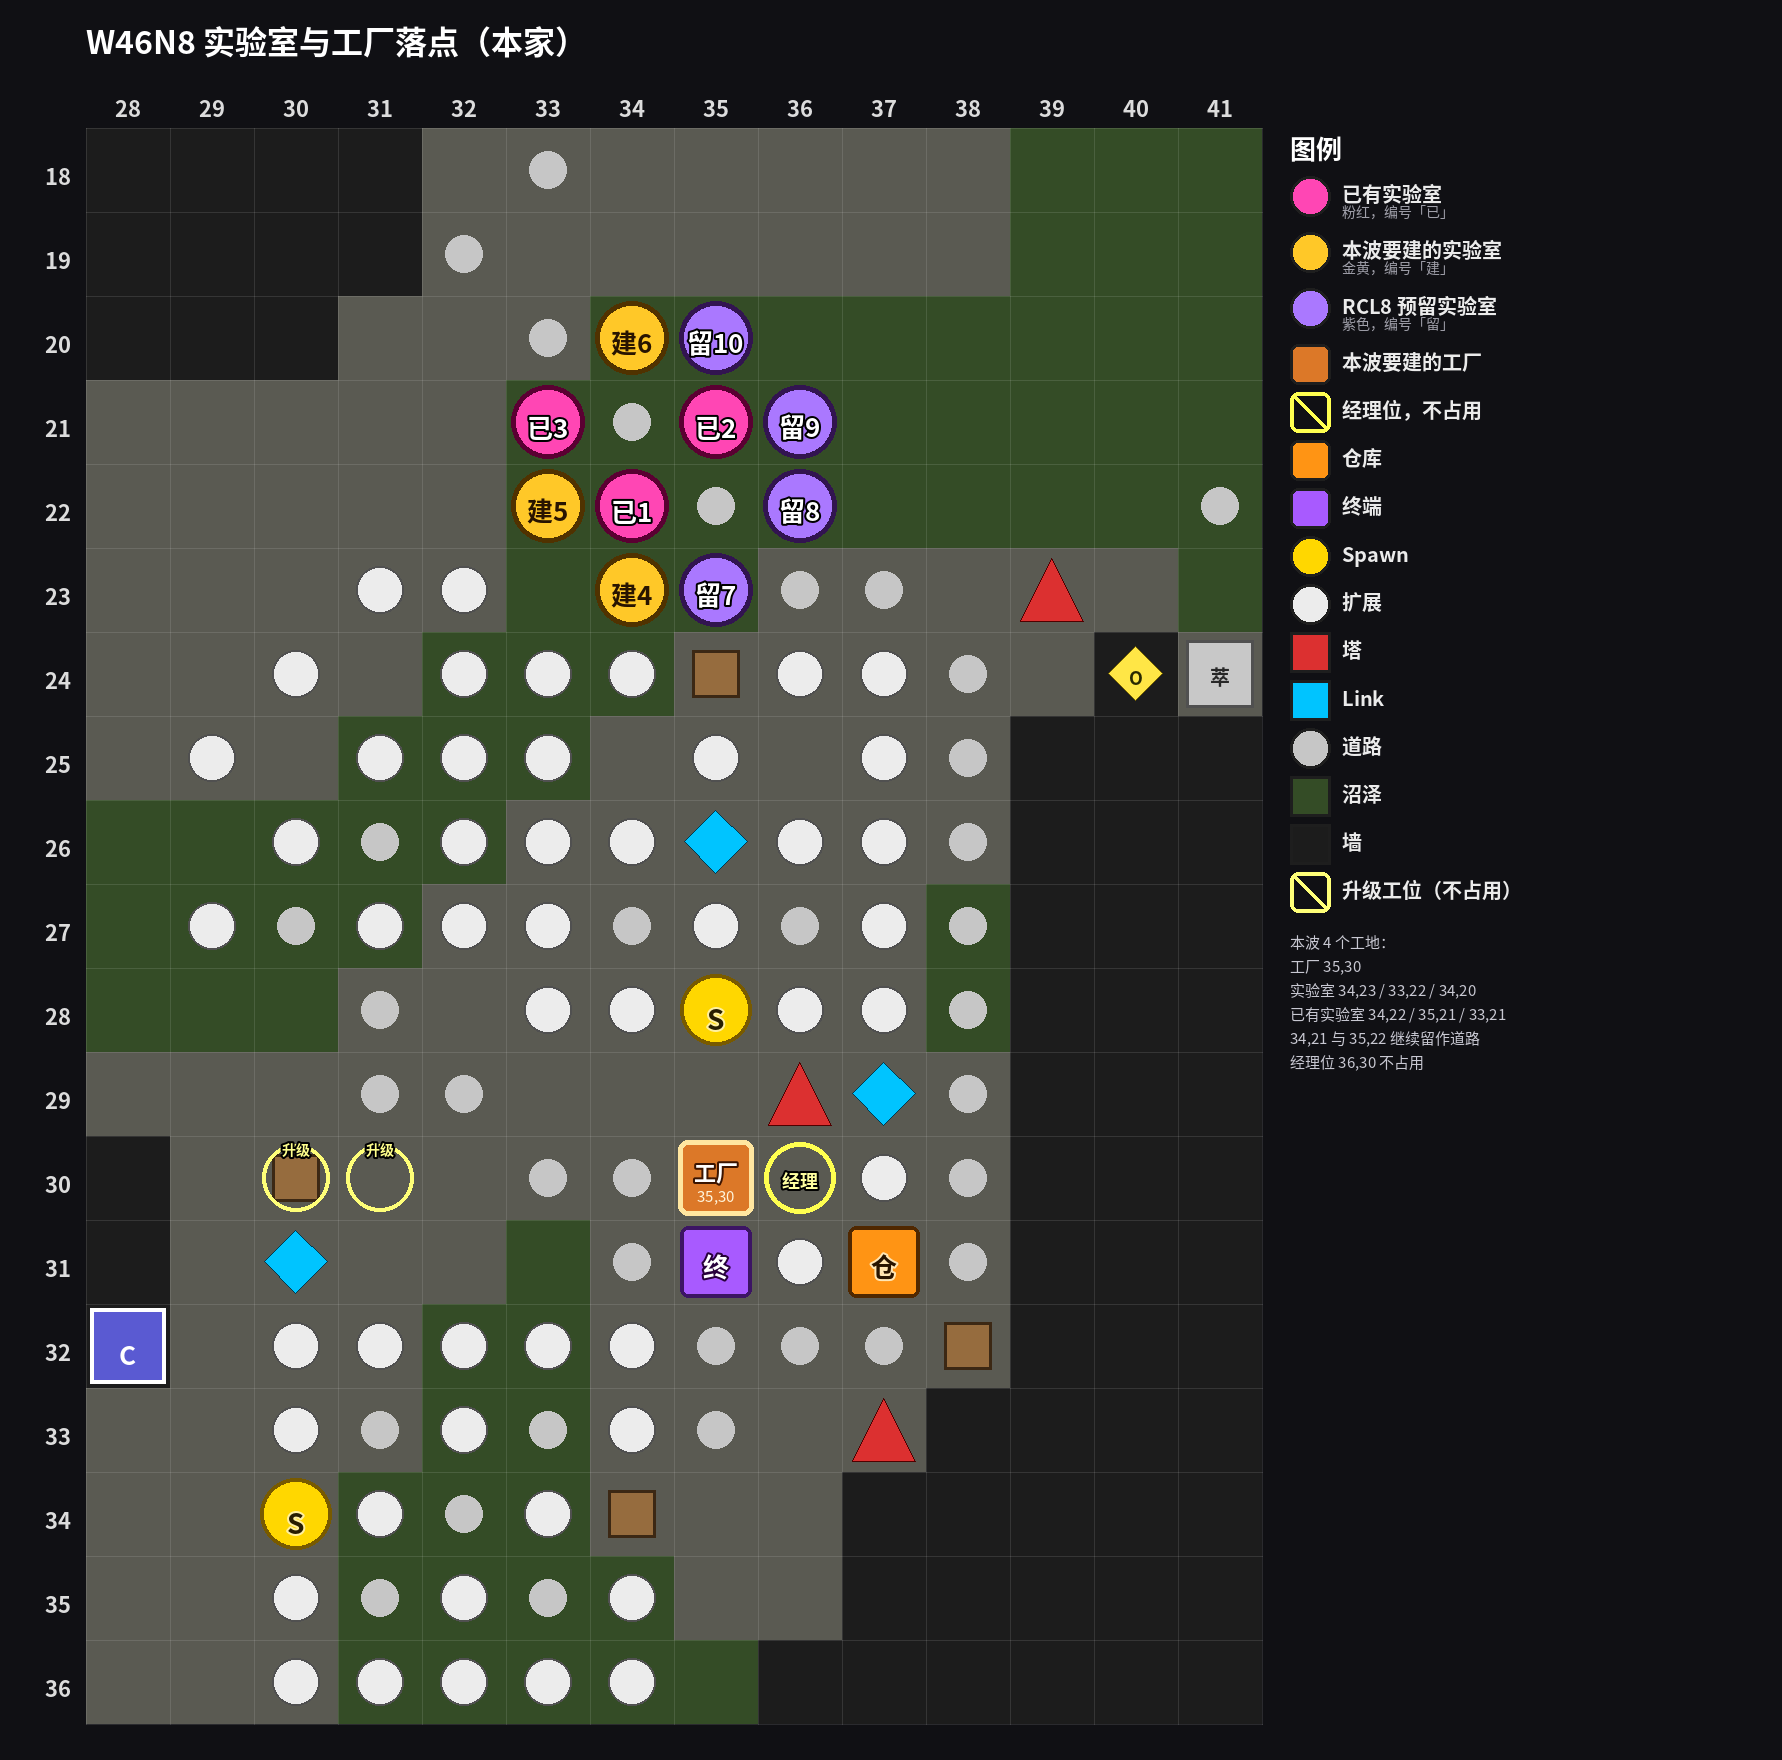 W46N8 实验室与工厂落点（本家）
28 29 30 31 32 33 34 35 36 37 38 39 40 41
18
19
20 建6 留10
21 已3 已2 留9
22 建5 已1 留8
23 建4 留7
24 O 萃
25
26
27
28 S
29
升级 升级
30 工厂 经理
35,30
31 终 仓
32 C
33
34 S
35
36
图例
已有实验室
粉红，编号「已」
本波要建的实验室
金黄，编号「建」
RCL8 预留实验室
紫色，编号「留」
本波要建的工厂
经理位，不占用
仓库
终端
Spawn
扩展
塔
Link
道路
沼泽
墙
升级工位（不占用）
本波 4 个工地：
工厂 35,30
实验室 34,23 / 33,22 / 34,20
已有实验室 34,22 / 35,21 / 33,21
34,21 与 35,22 继续留作道路
经理位 36,30 不占用